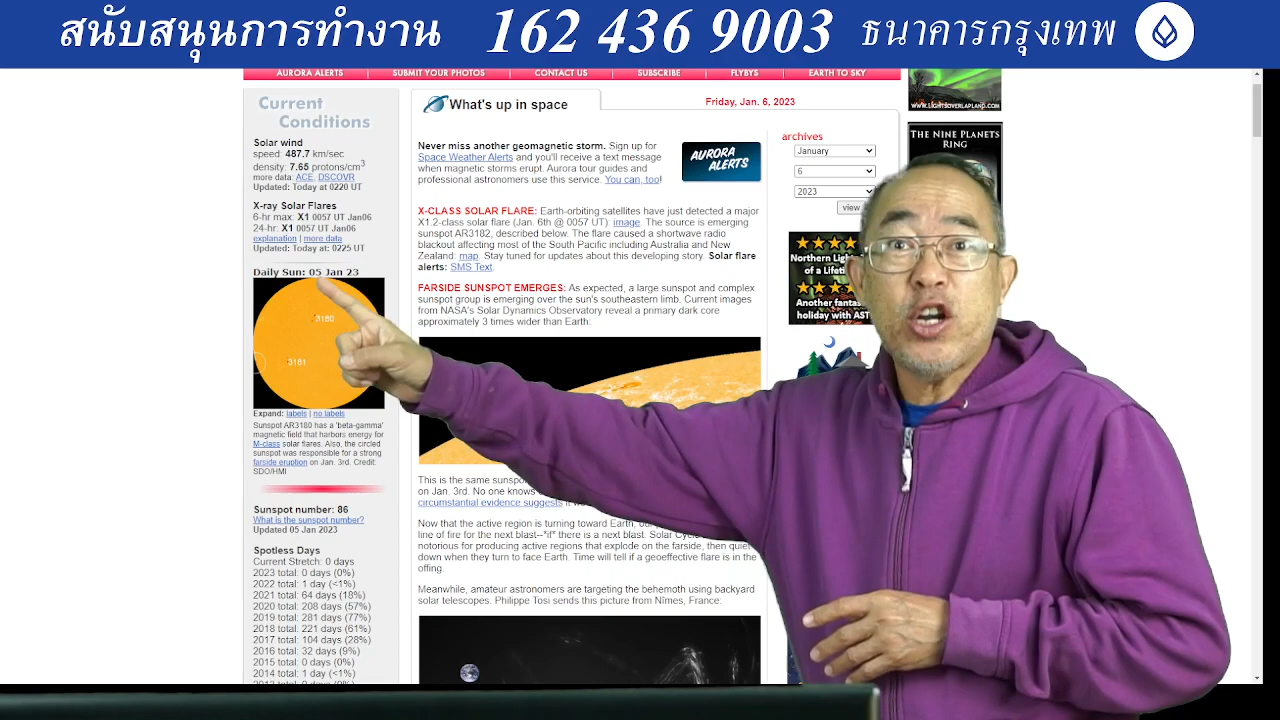 สนับสนุนการทำงาน 162 436 9003 ธนาคารกรุงเทพ
AURORA ALERTS SUBMIT YOUR PHOTOS CONTACT US SUBSCRIBE FLYBYS EARTH TO SKY
WWW.LIGHTSOVERLAPLAND.COM
Current
Conditions
Solar wind
speed: 487.7 km/sec
density: 7.65 protons/cm3
more data: ACE, DSCOVR
Updated: Today at 0220 UT
X-ray Solar Flares
6-hr max: X1 0057 UT Jan06
24-hr: X1 0057 UT Jan06
explanation | more data
Updated: Today at: 0225 UT
Daily Sun: 05 Jan 23
3180
3181
Expand: labels | no labels
Sunspot AR3180 has a 'beta-gamma'
magnetic field that harbors energy for
M-class solar flares. Also, the circled
sunspot was responsible for a strong
farside eruption on Jan. 3rd. Credit:
SDO/HMI
Sunspot number: 86
What is the sunspot number?
Updated 05 Jan 2023
Spotless Days
Current Stretch: 0 days
2023 total: 0 days (0%)
2022 total: 1 day (<1%)
2021 total: 64 days (18%)
2020 total: 208 days (57%)
2019 total: 281 days (77%)
2018 total: 221 days (61%)
2017 total: 104 days (28%)
2016 total: 32 days (9%)
2015 total: 0 days (0%)
2014 total: 1 day (<1%)
What's up in space
Friday, Jan. 6, 2023
Never miss another geomagnetic storm. Sign up for
Space Weather Alerts and you'll receive a text message
when magnetic storms erupt. Aurora tour guides and
professional astronomers use this service. You can, too!
AURORA
ALERTS
X-CLASS SOLAR FLARE: Earth-orbiting satellites have just detected a major
X1.2-class solar flare (Jan. 6th @ 0057 UT): image. The source is emerging
sunspot AR3182, described below. The flare caused a shortwave radio
blackout affecting most of the South Pacific including Australia and New
Zealand: map. Stay tuned for updates about this developing story. Solar flare
alerts: SMS Text.
FARSIDE SUNSPOT EMERGES: As expected, a large sunspot and complex
sunspot group is emerging over the sun's southeastern limb. Current images
from NASA's Solar Dynamics Observatory reveal a primary dark core
approximately 3 times wider than Earth:
This is the same sunspo
on Jan. 3rd. No one knows
circumstantial evidence suggests it
Now that the active region is turning toward Earth,
line of fire for the next blast--*if* there is a next blast. Solar Cyc
notorious for producing active regions that explode on the farside, then quiet
down when they turn to face Earth. Time will tell if a geoeffective flare is in the
offing.
Meanwhile, amateur astronomers are targeting the behemoth using backyard
solar telescopes. Philippe Tosi sends this picture from Nîmes, France:
archives
January
6
2023
view
THE NINE PLANETS
RING
Northern Ligh
of a Lifeti
Another fantas
holiday with AST